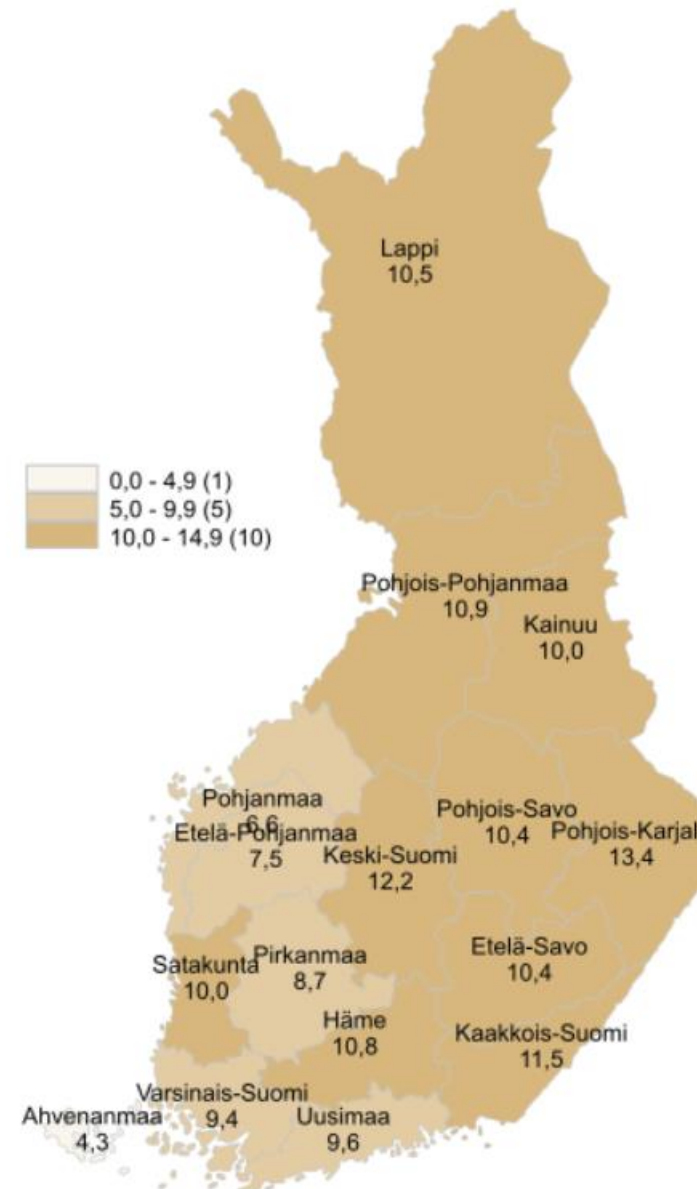 Lappi
10,5
0,0 - 4,9 (1)
5,0 - 9,9 (5)
10,0 - 14,9 (10)
Pohjois-Pohjanmaa
10,9
Kainuu
10,0
Pohjanmaa
6,6
Etelä-Pohjanmaa
7,5
Keski-Suomi
12,2
Pohjois-Savo
10,4
Pohjois-Karjal
13,4
Satakunta
10,0
Pirkanmaa
8,7
Etelä-Savo
10,4
Häme
10,8
Kaakkois-Suomi
11,5
Ahvenanmaa
4,3
Varsinais-Suomi
9,4
Uusimaa
9,6